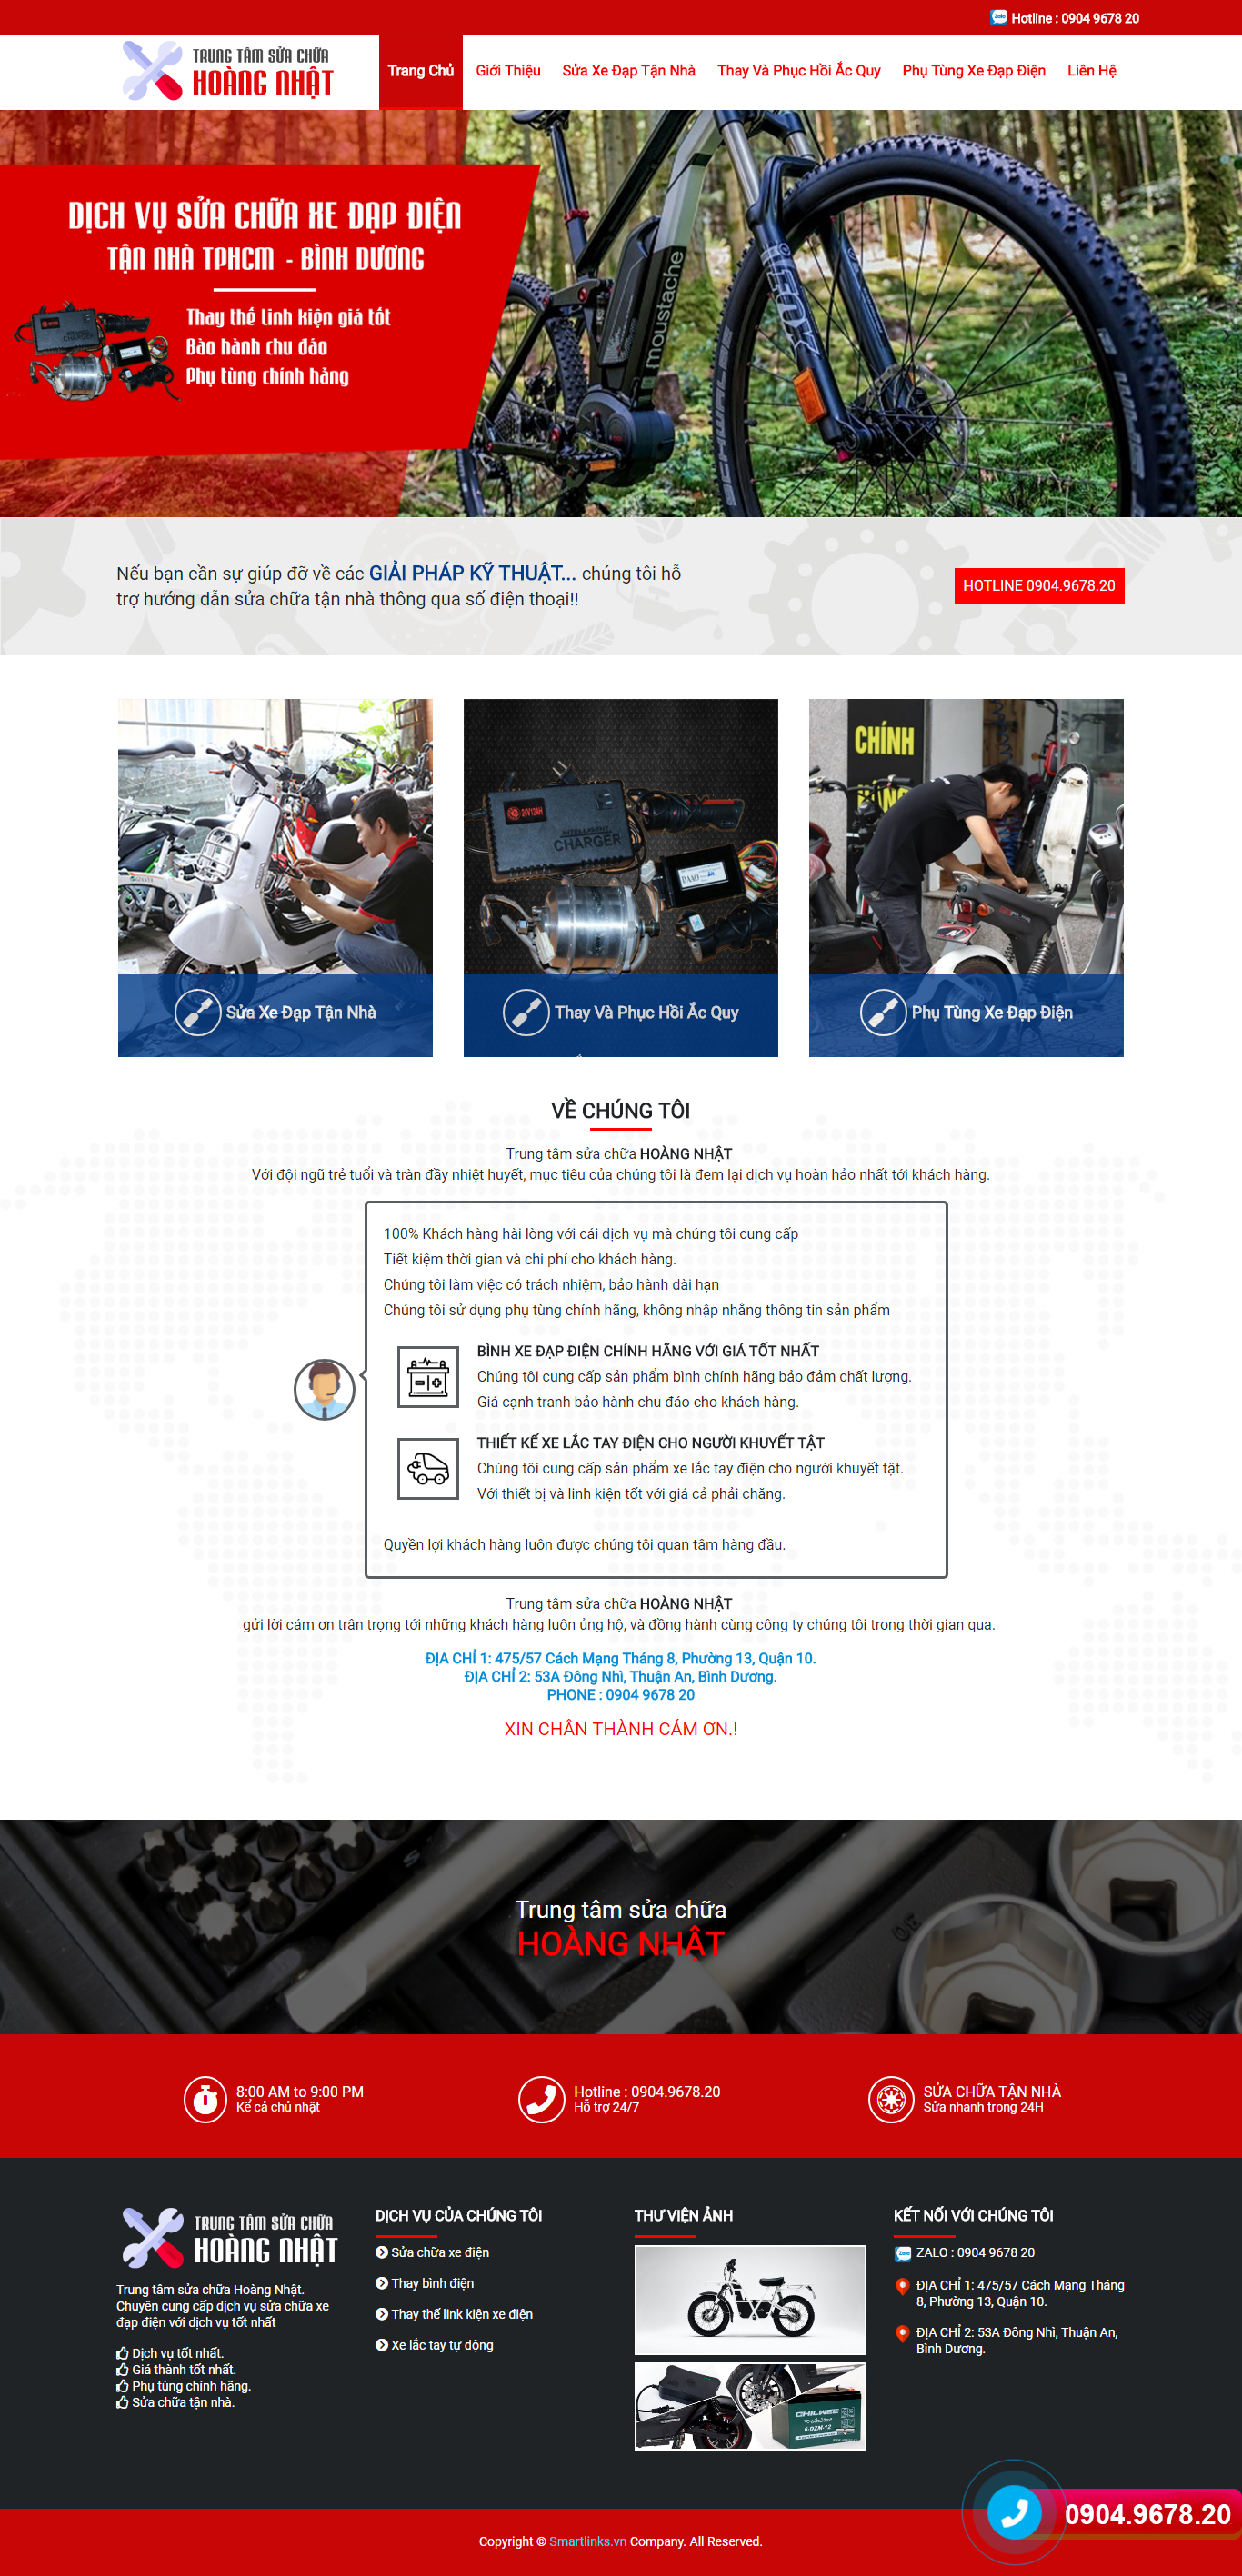 Zalo Hotline : 0904 9678 20
TRUNG TÂM SỬA CHỮA
HOÀNG NHẬT
Trang Chủ Giới Thiệu Sửa Xe Đạp Tận Nhà Thay Và Phục Hồi Ắc Quy Phụ Tùng Xe Đạp Điện Liên Hệ
DỊCH VỤ SỬA CHỮA XE ĐẠP ĐIỆN
TẬN NHÀ TPHCM - BÌNH DƯƠNG
Thay thế linh kiện giá tốt
Bảo hành chu đáo
Phụ tùng chính hãng
moustache
FOX
SCHWALBE
Nếu bạn cần sự giúp đỡ về các GIẢI PHÁP KỸ THUẬT... chúng tôi hỗ
trợ hướng dẫn sửa chữa tận nhà thông qua số điện thoại!!
HOTLINE 0904.9678.20
24V12AH
INTELLIGENT
CHARGER
DAAO
CHÍNH
Sửa Xe Đạp Tận Nhà
Thay Và Phục Hồi Ắc Quy
Phụ Tùng Xe Đạp Điện
VỀ CHÚNG TÔI
Trung tâm sửa chữa HOÀNG NHẬT
Với đội ngũ trẻ tuổi và tràn đầy nhiệt huyết, mục tiêu của chúng tôi là đem lại dịch vụ hoàn hảo nhất tới khách hàng.
100% Khách hàng hài lòng với cái dịch vụ mà chúng tôi cung cấp
Tiết kiệm thời gian và chi phí cho khách hàng.
Chúng tôi làm việc có trách nhiệm, bảo hành dài hạn
Chúng tôi sử dụng phụ tùng chính hãng, không nhập nhằng thông tin sản phẩm
BÌNH XE ĐẠP ĐIỆN CHÍNH HÃNG VỚI GIÁ TỐT NHẤT
Chúng tôi cung cấp sản phẩm bình chính hãng bảo đảm chất lượng.
Giá cạnh tranh bảo hành chu đáo cho khách hàng.
THIẾT KẾ XE LẮC TAY ĐIỆN CHO NGƯỜI KHUYẾT TẬT
Chúng tôi cung cấp sản phẩm xe lắc tay điện cho người khuyết tật.
Với thiết bị và linh kiện tốt với giá cả phải chăng.
Quyền lợi khách hàng luôn được chúng tôi quan tâm hàng đầu.
Trung tâm sửa chữa HOÀNG NHẬT
gửi lời cám ơn trân trọng tới những khách hàng luôn ủng hộ, và đồng hành cùng công ty chúng tôi trong thời gian qua.
ĐỊA CHỈ 1: 475/57 Cách Mạng Tháng 8, Phường 13, Quận 10.
ĐỊA CHỈ 2: 53A Đông Nhì, Thuận An, Bình Dương.
PHONE : 0904 9678 20
XIN CHÂN THÀNH CÁM ƠN.!
Trung tâm sửa chữa
HOÀNG NHẬT
8:00 AM to 9:00 PM
Kể cả chủ nhật
Hotline : 0904.9678.20
Hỗ trợ 24/7
SỬA CHỮA TẬN NHÀ
Sửa nhanh trong 24H
TRUNG TÂM SỬA CHỮA
HOÀNG NHẬT
Trung tâm sửa chữa Hoàng Nhật.
Chuyên cung cấp dịch vụ sửa chữa xe
đạp điện với dịch vụ tốt nhất
Dịch vụ tốt nhất.
Giá thành tốt nhất.
Phụ tùng chính hãng.
Sửa chữa tận nhà.
DỊCH VỤ CỦA CHÚNG TÔI
Sửa chữa xe điện
Thay bình điện
Thay thế link kiện xe điện
Xe lắc tay tự động
THƯ VIỆN ẢNH
CHILWEE
6-DZM-12
KẾT NỐI VỚI CHÚNG TÔI
Zalo ZALO : 0904 9678 20
ĐỊA CHỈ 1: 475/57 Cách Mạng Tháng
8, Phường 13, Quận 10.
ĐỊA CHỈ 2: 53A Đông Nhì, Thuận An,
Bình Dương.
0904.9678.20
Copyright © Smartlinks.vn Company. All Reserved.